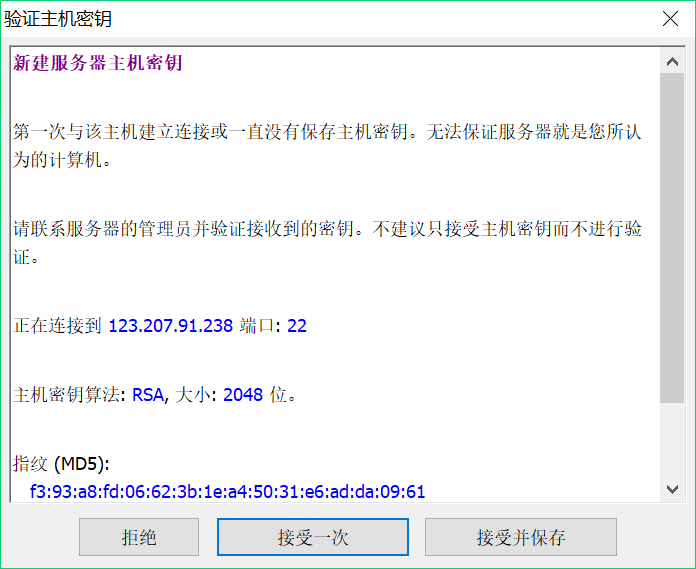 验证主机密钥
新建服务器主机密钥
第一次与该主机建立连接或一直没有保存主机密钥。无法保证服务器就是您所认
为的计算机。
请联系服务器的管理员并验证接收到的密钥。不建议只接受主机密钥而不进行验
证。
正在连接到 123.207.91.238 端口: 22
主机密钥算法: RSA, 大小: 2048 位。
指纹 (MD5):
f3:93:a8:fd:06:62:3b:1e:a4:50:31:e6:ad:da:09:61
拒绝 接受一次 接受并保存